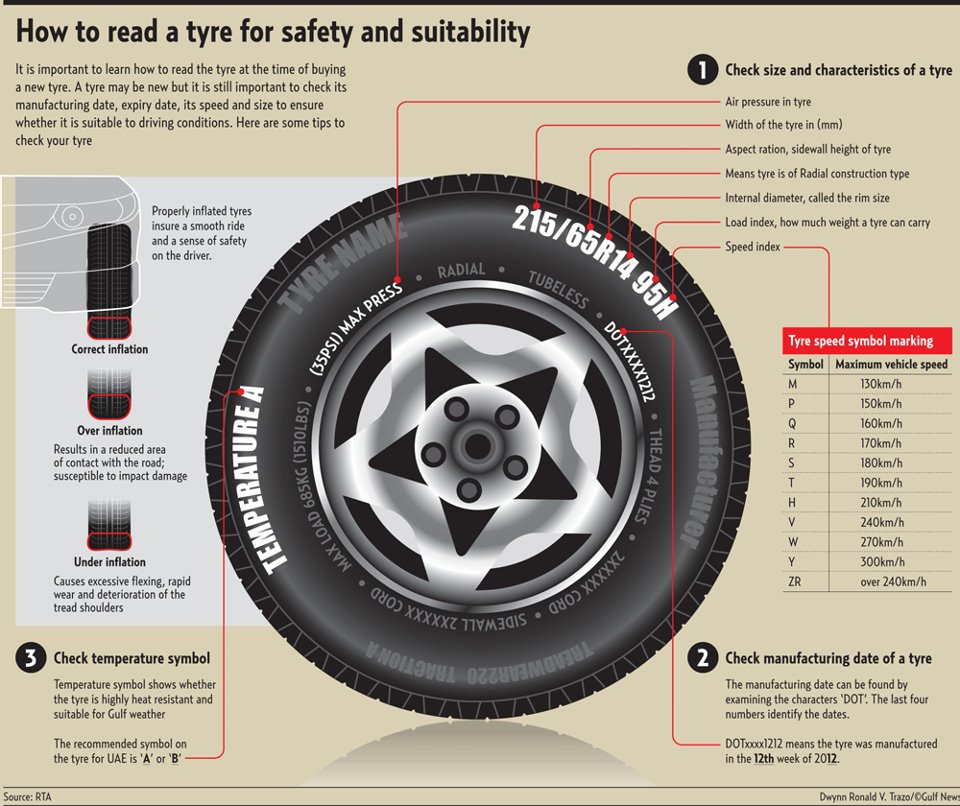 How to read a tyre for safety and suitability
It is important to learn how to read the tyre at the time of buying
a new tyre. A tyre may be new but it is still important to check its
manufacturing date, expiry date, its speed and size to ensure
whether it is suitable to driving conditions. Here are some tips to
check your tyre
1 Check size and characteristics of a tyre
Air pressure in tyre
Width of the tyre in (mm)
Aspect ration, sidewall height of tyre
Means tyre is of Radial construction type
Internal diameter, called the rim size
Load index, how much weight a tyre can carry
Speed index
Properly inflated tyres
insure a smooth ride
and a sense of safety
on the driver.
Correct inflation
Over inflation
Results in a reduced area
of contact with the road;
susceptible to impact damage
Under inflation
Causes excessive flexing, rapid
wear and deterioration of the
tread shoulders
TYRE NAME
215/65R14 95H
Manufacturer
TREADWEAR220 TRACTION A
TEMPERATURE A
(35PSI) MAX PRESS • RADIAL • TUBELESS • DOTXXXX1212 • THEAD 4 PLIES • 2XXXXX CORD • SIDEWALL 2XXXXX CORD • MAX LOAD 685KG (1510LBS) •
Tyre speed symbol marking
Symbol Maximum vehicle speed
M 130km/h
P 150km/h
Q 160km/h
R 170km/h
S 180km/h
T 190km/h
H 210km/h
V 240km/h
W 270km/h
Y 300km/h
ZR over 240km/h
2 Check manufacturing date of a tyre
The manufacturing date can be found by
examining the characters ‘DOT’. The last four
numbers identify the dates.
DOTxxxx1212 means the tyre was manufactured
in the 12th week of 2012.
3 Check temperature symbol
Temperature symbol shows whether
the tyre is highly heat resistant and
suitable for Gulf weather
The recommended symbol on
the tyre for UAE is ‘A’ or ‘B’
Source: RTA
Dwynn Ronald V. Trazo/©Gulf News